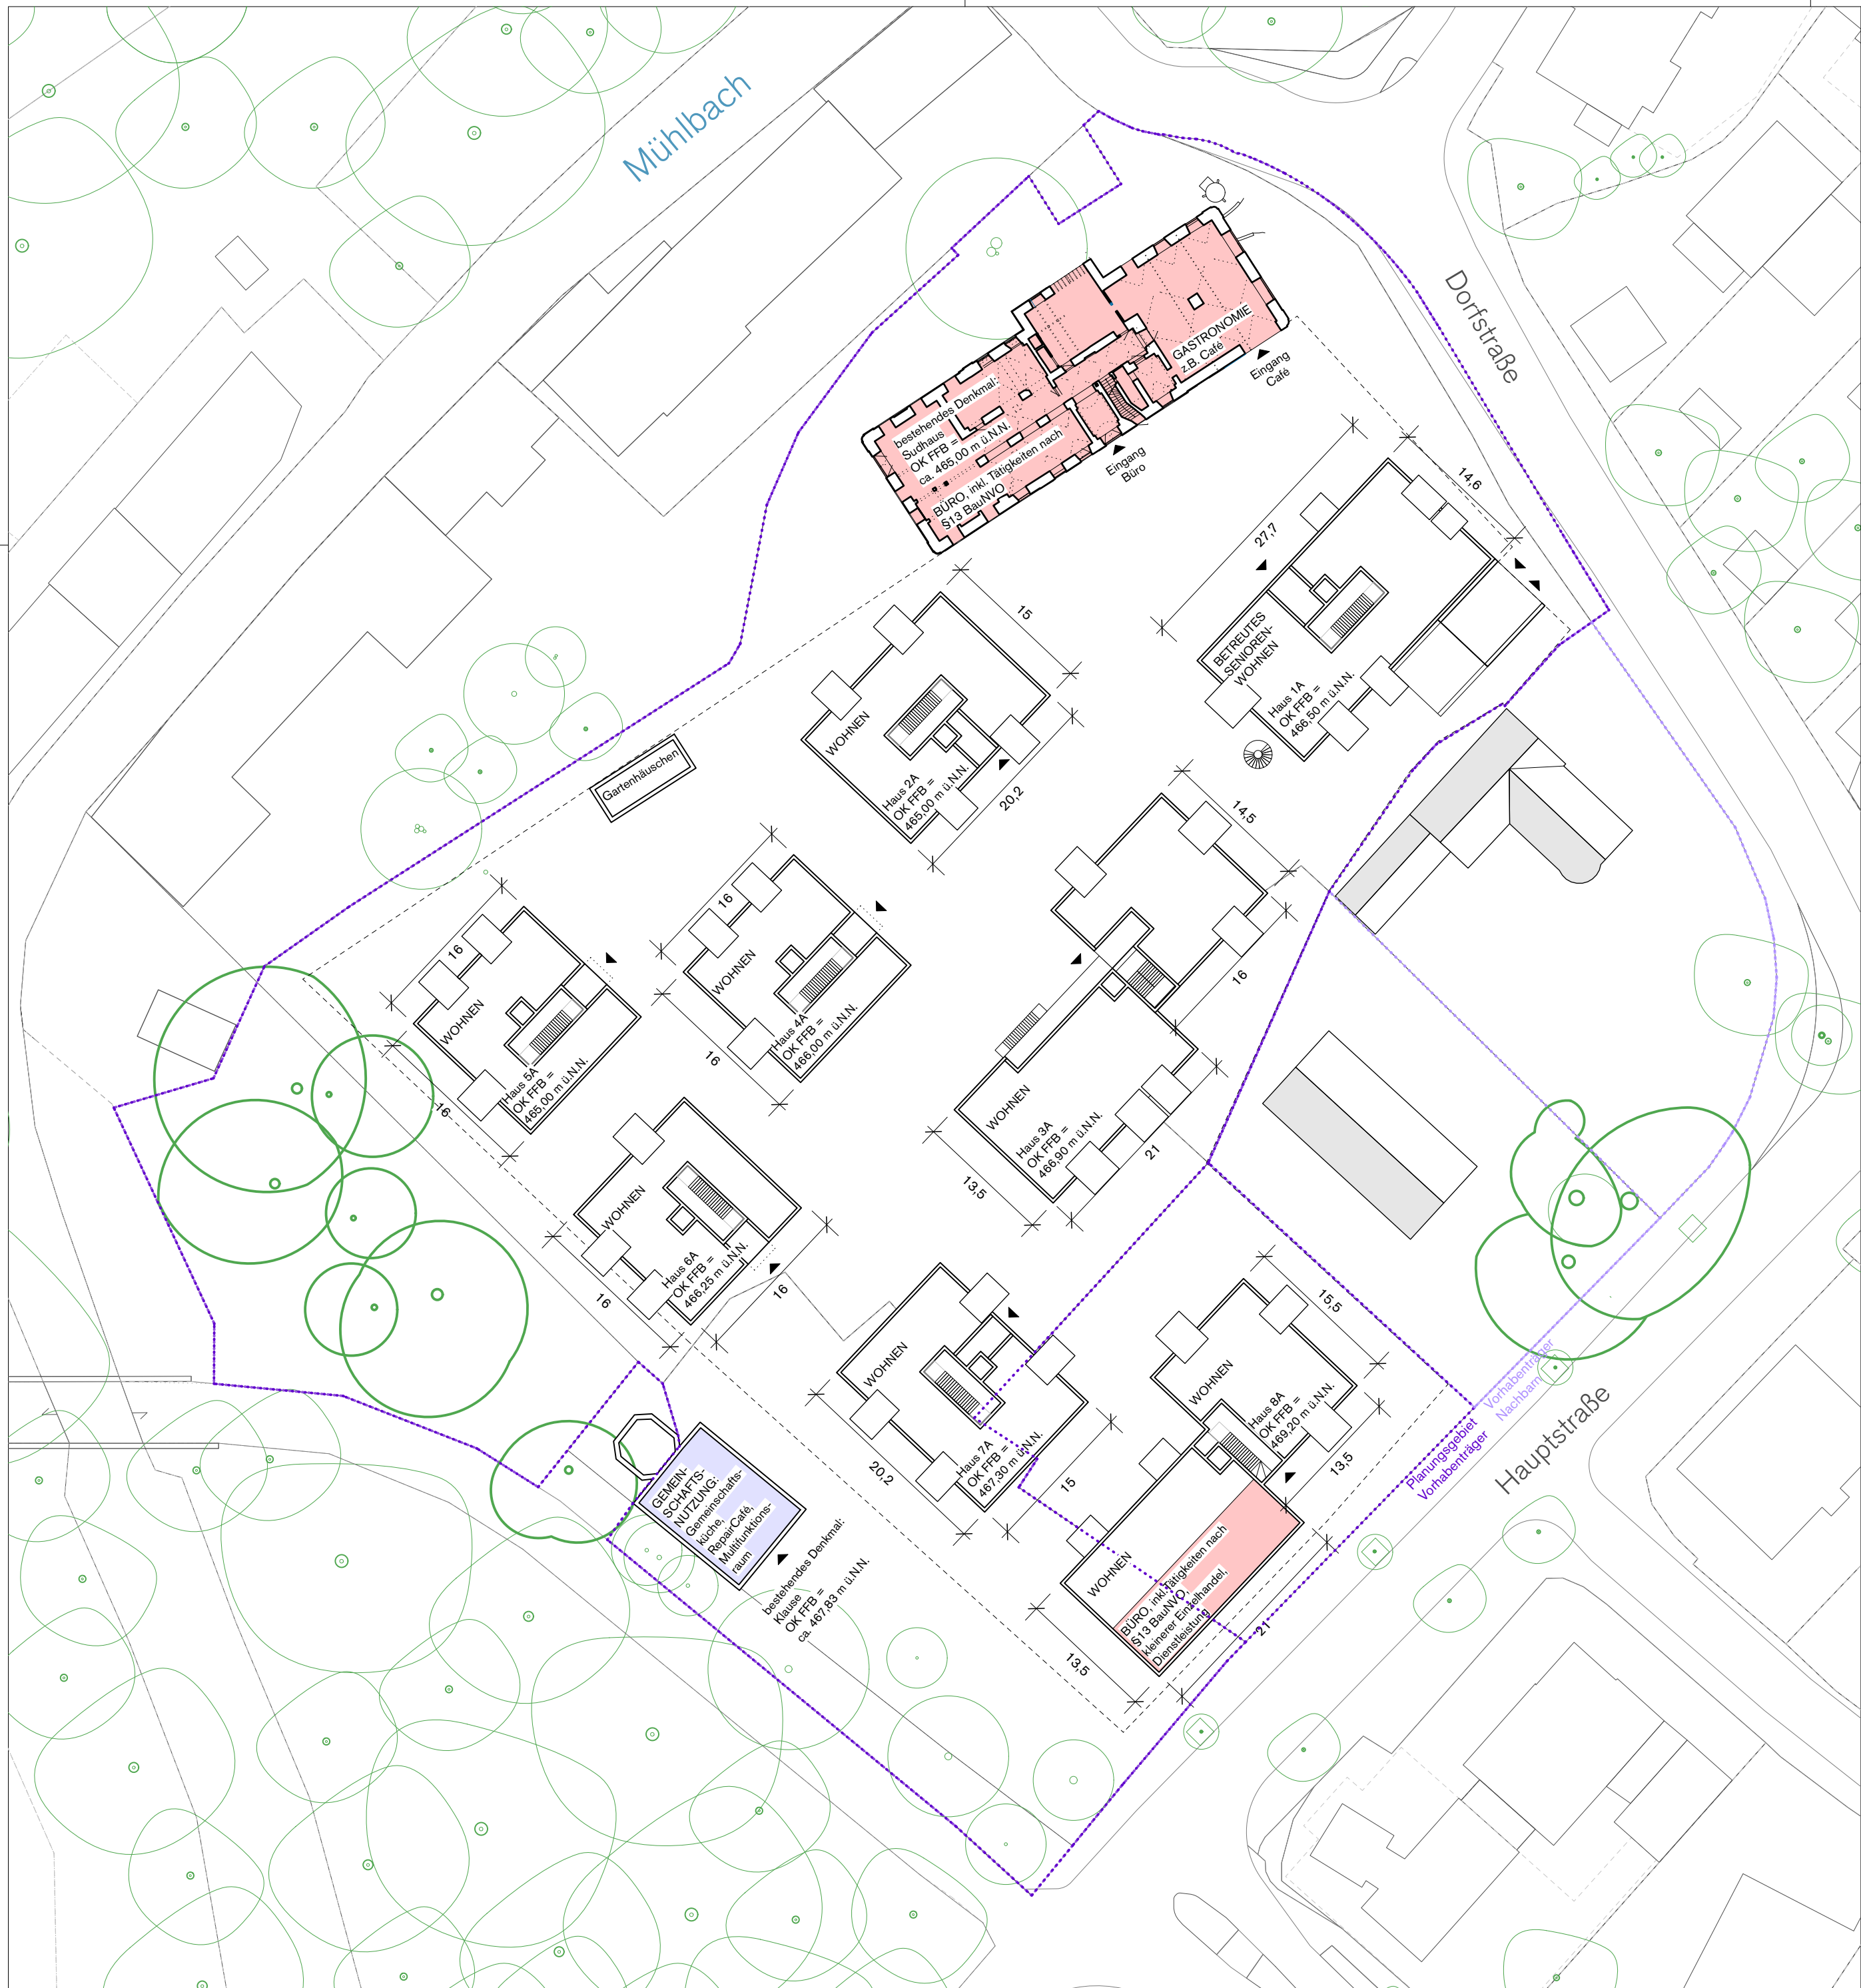 Mühlbach
Dorfstraße
GASTRONOMIE
z.B. Café
Eingang
Café
bestehendes Denkmal:
Sudhaus
OK FFB =
ca. 465,00 m ü.N.N.
BÜRO, inkl. Tätigkeiten nach
§13 BauNVO
Eingang
Büro
14,6
27,7
BETREUTES
SENIOREN-
WOHNEN
Haus 1A
OK FFB =
466,50 m ü.N.N.
15
WOHNEN
Haus 2A
OK FFB =
465,00 m ü.N.N.
20,2
Gartenhäuschen
14,5
16
WOHNEN
Haus 3A
OK FFB =
466,90 m ü.N.N.
21
13,5
16
WOHNEN
Haus 4A
OK FFB =
466,00 m ü.N.N.
16
16
WOHNEN
Haus 5A
OK FFB =
465,00 m ü.N.N.
16
WOHNEN
Haus 6A
OK FFB =
466,25 m ü.N.N.
16
16
WOHNEN
Haus 7A
OK FFB =
467,30 m ü.N.N.
20,2
15
15,5
WOHNEN
Haus 8A
OK FFB =
469,20 m ü.N.N.
13,5
WOHNEN
BÜRO, inkl.Tätigkeiten nach
§13 BauNVO,
kleinerer Einzelhandel,
Dienstleistung
21
13,5
GEMEIN-
SCHAFTS-
NUTZUNG:
Gemeinschafts-
küche,
RepairCafé,
Multifunktions-
raum
bestehendes Denkmal:
Klause
OK FFB =
ca. 467,83 m ü.N.N.
Vorhabenträger
Nachbarn
Planungsgebiet
Vorhabenträger
Hauptstraße